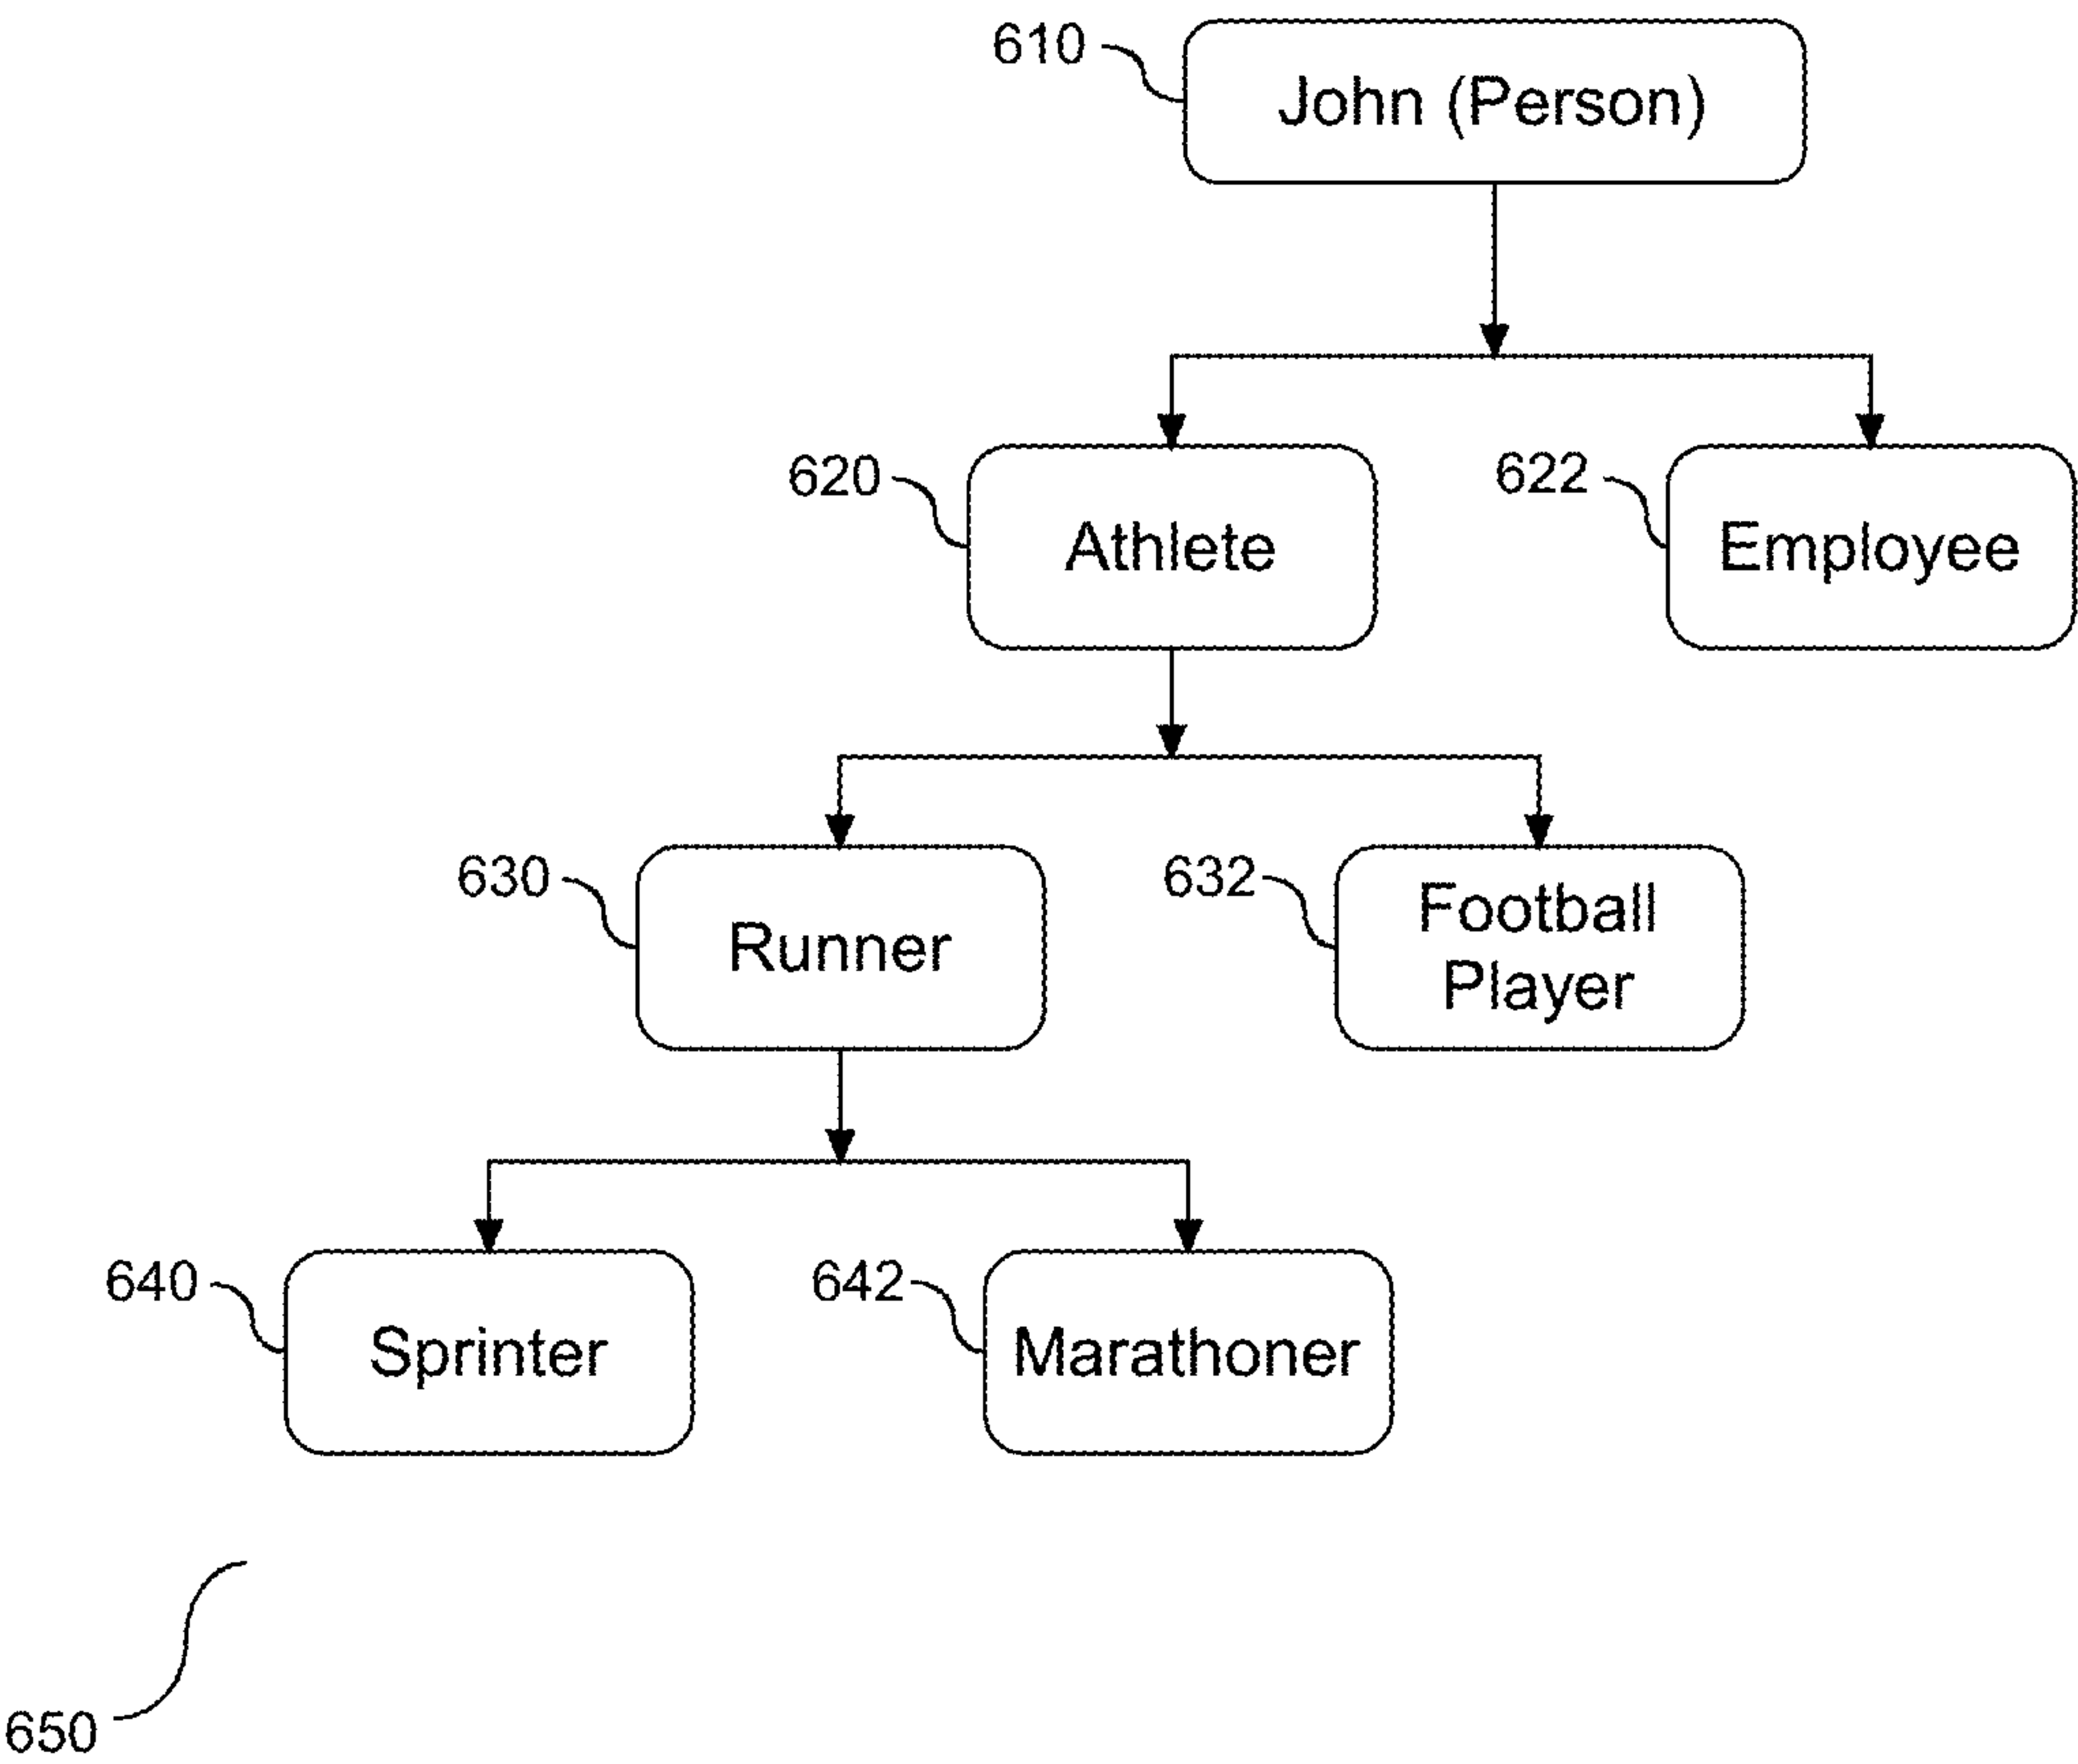 610
John (Person)
620
Athlete
622
Employee
630
Runner
632
Football
Player
640
Sprinter
642
Marathoner
650